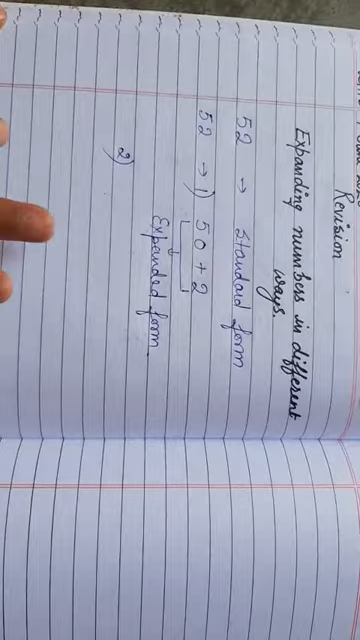 Revision
Expanding numbers in different
ways.
52 → Standard form
52 → 1) 50 + 2
Expanded form.
2)